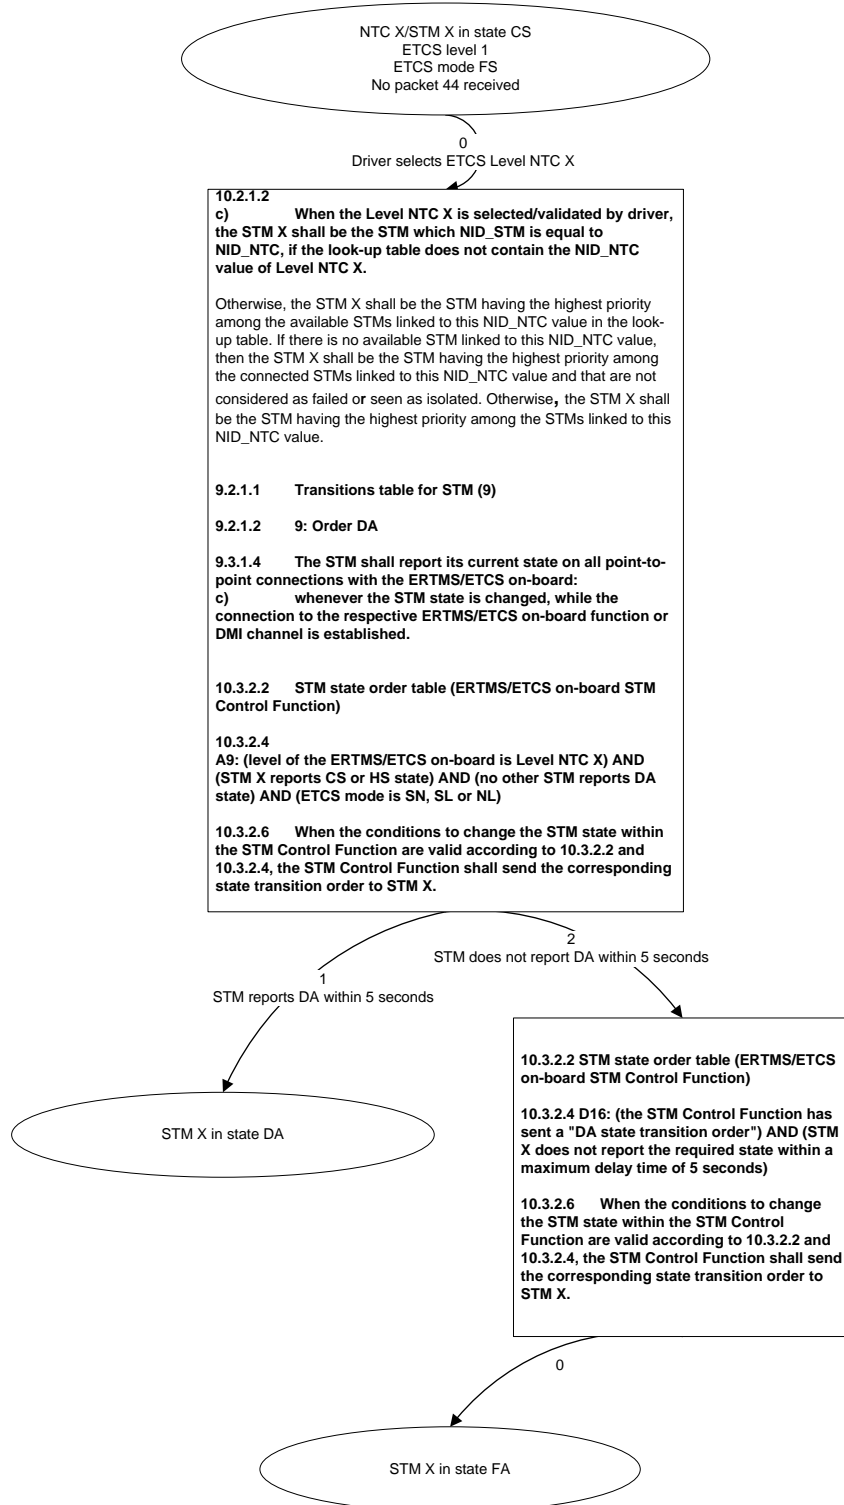 NTC X/STM X in state CS
ETCS level 1
ETCS mode FS
No packet 44 received
0
Driver selects ETCS Level NTC X
10.2.1.2
c) When the Level NTC X is selected/validated by driver,
the STM X shall be the STM which NID_STM is equal to
NID_NTC, if the look-up table does not contain the NID_NTC
value of Level NTC X.
Otherwise, the STM X shall be the STM having the highest priority
among the available STMs linked to this NID_NTC value in the look-
up table. If there is no available STM linked to this NID_NTC value,
then the STM X shall be the STM having the highest priority among
the connected STMs linked to this NID_NTC value and that are not
considered as failed or seen as isolated. Otherwise, the STM X shall
be the STM having the highest priority among the STMs linked to this
NID_NTC value.
9.2.1.1 Transitions table for STM (9)
9.2.1.2 9: Order DA
9.3.1.4 The STM shall report its current state on all point-to-
point connections with the ERTMS/ETCS on-board:
c) whenever the STM state is changed, while the
connection to the respective ERTMS/ETCS on-board function or
DMI channel is established.
10.3.2.2 STM state order table (ERTMS/ETCS on-board STM
Control Function)
10.3.2.4
A9: (level of the ERTMS/ETCS on-board is Level NTC X) AND
(STM X reports CS or HS state) AND (no other STM reports DA
state) AND (ETCS mode is SN, SL or NL)
10.3.2.6 When the conditions to change the STM state within
the STM Control Function are valid according to 10.3.2.2 and
10.3.2.4, the STM Control Function shall send the corresponding
state transition order to STM X.
2
STM does not report DA within 5 seconds
1
STM reports DA within 5 seconds
10.3.2.2 STM state order table (ERTMS/ETCS
on-board STM Control Function)
10.3.2.4 D16: (the STM Control Function has
sent a "DA state transition order") AND (STM
X does not report the required state within a
maximum delay time of 5 seconds)
10.3.2.6 When the conditions to change
the STM state within the STM Control
Function are valid according to 10.3.2.2 and
10.3.2.4, the STM Control Function shall send
the corresponding state transition order to
STM X.
STM X in state DA
0
STM X in state FA